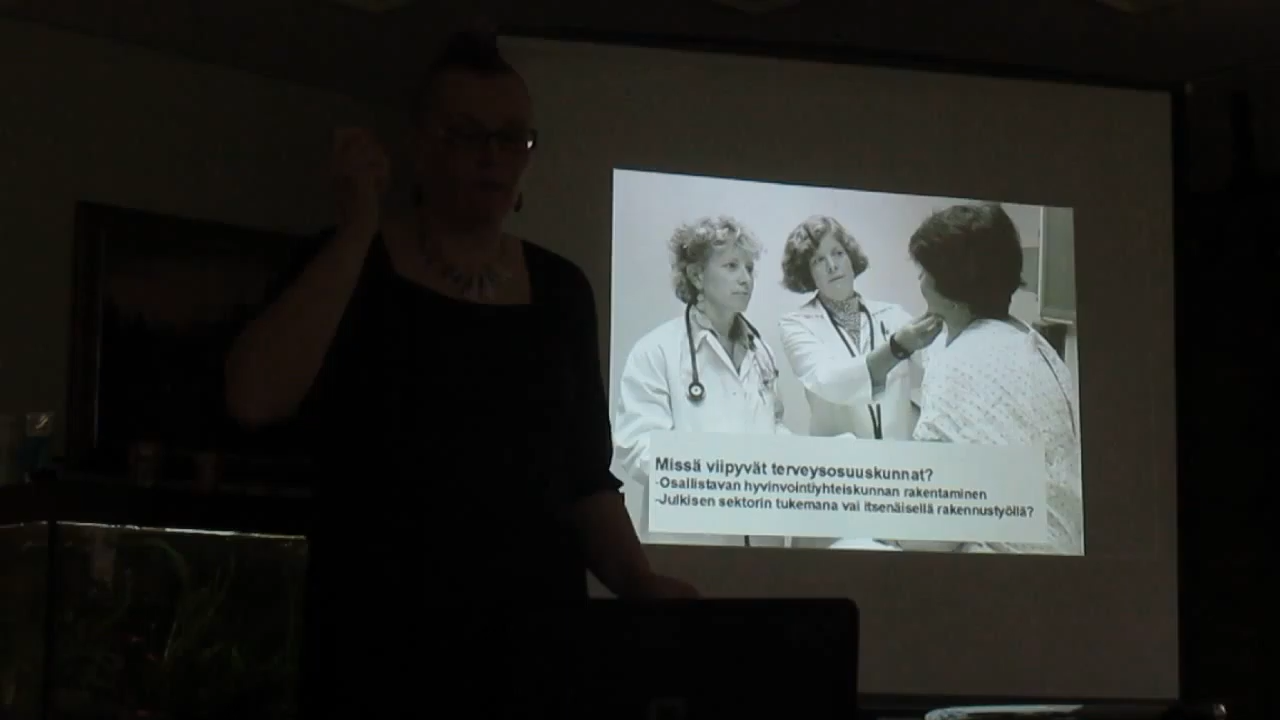 Missä viipyvät terveysosuuskunnat?
-Osallistavan hyvinvointiyhteiskunnan rakentaminen
-Julkisen sektorin tukemana vai itsenäisellä rakennustyöllä?